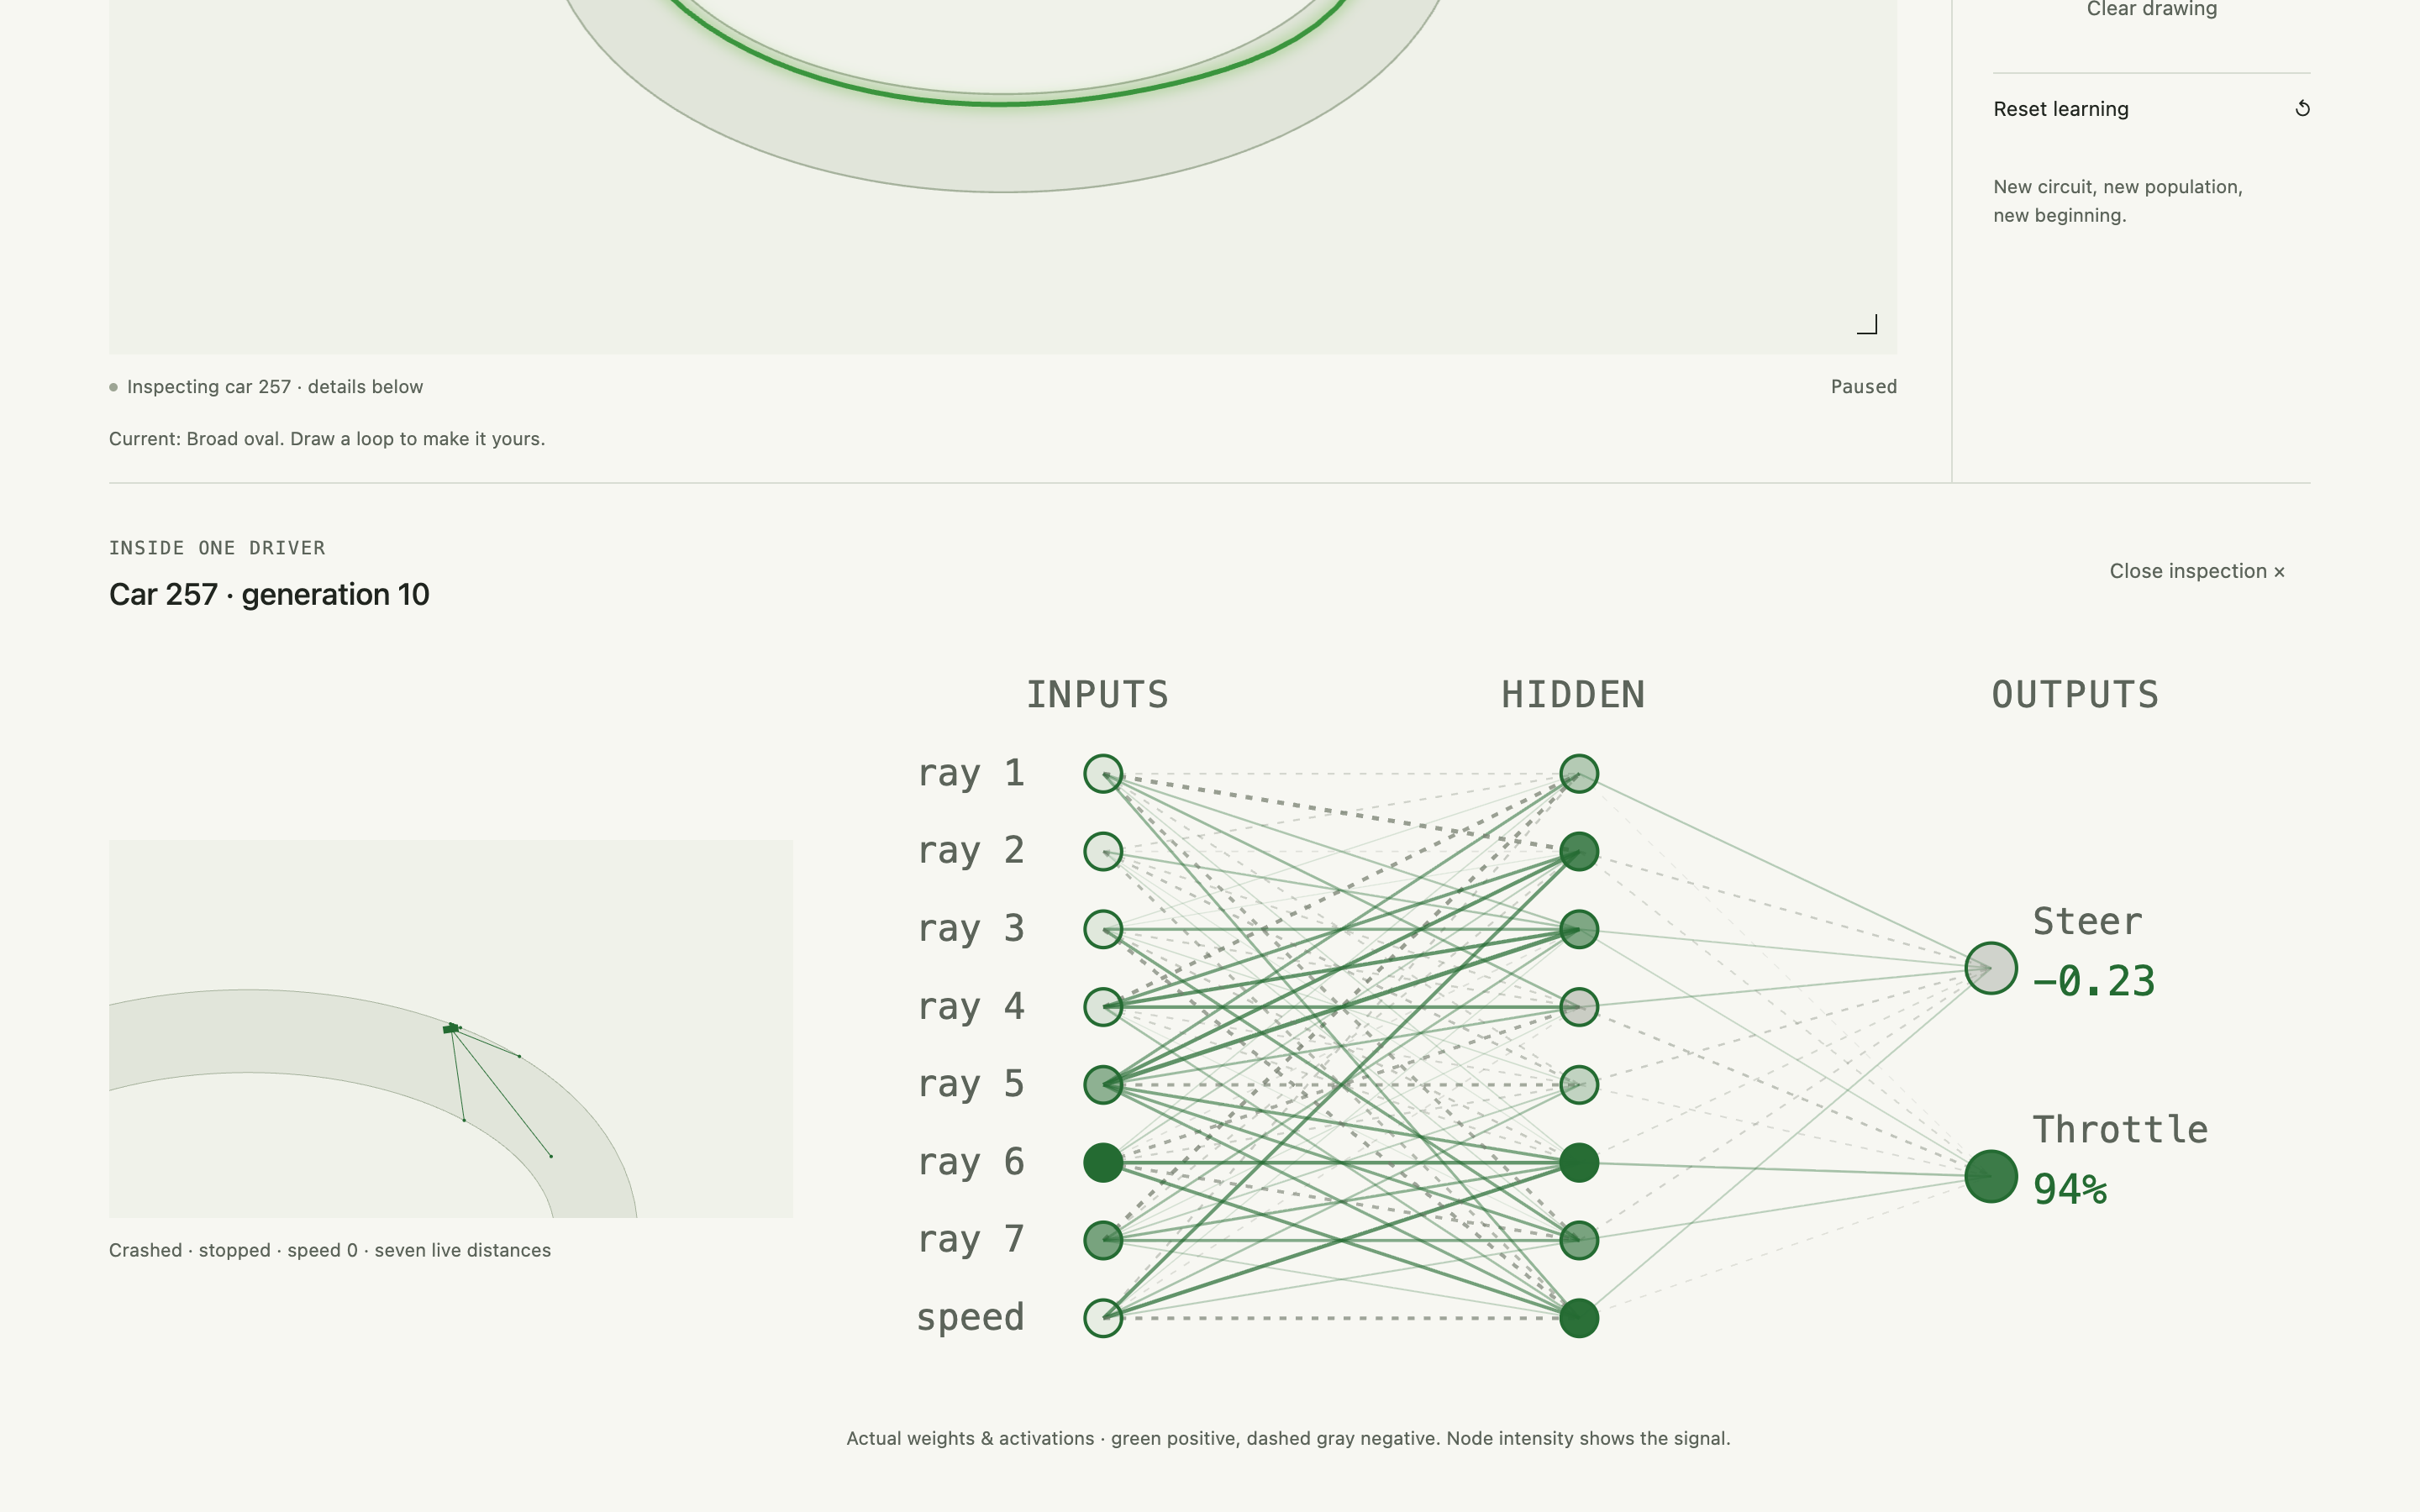 Clear drawing
Reset learning
New circuit, new population,
new beginning.
Inspecting car 257 · details below
Paused
Current: Broad oval. Draw a loop to make it yours.
INSIDE ONE DRIVER
Car 257 · generation 10
Close inspection ×
INPUTS
HIDDEN
OUTPUTS
ray 1
ray 2
ray 3
ray 4
ray 5
ray 6
ray 7
speed
Steer
−0.23
Throttle
94%
Crashed · stopped · speed 0 · seven live distances
Actual weights & activations · green positive, dashed gray negative. Node intensity shows the signal.